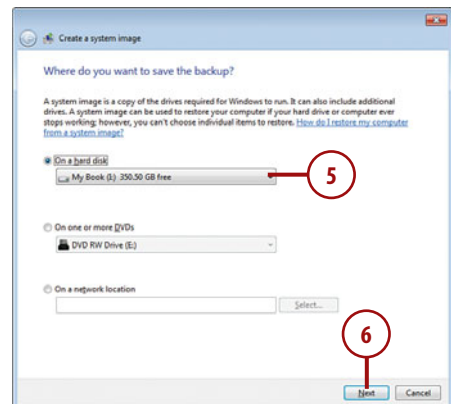 Create a system image
Where do you want to save the backup?
A system image is a copy of the drives required for Windows to run. It can also include additional
drives. A system image can be used to restore your computer if your hard drive or computer ever
stops working; however, you can't choose individual items to restore. How do I restore my computer
from a system image?
On a hard disk
My Book (I:) 350.50 GB free
5
On one or more DVDs
DVD RW Drive (E:)
On a network location
Select...
6
Next Cancel